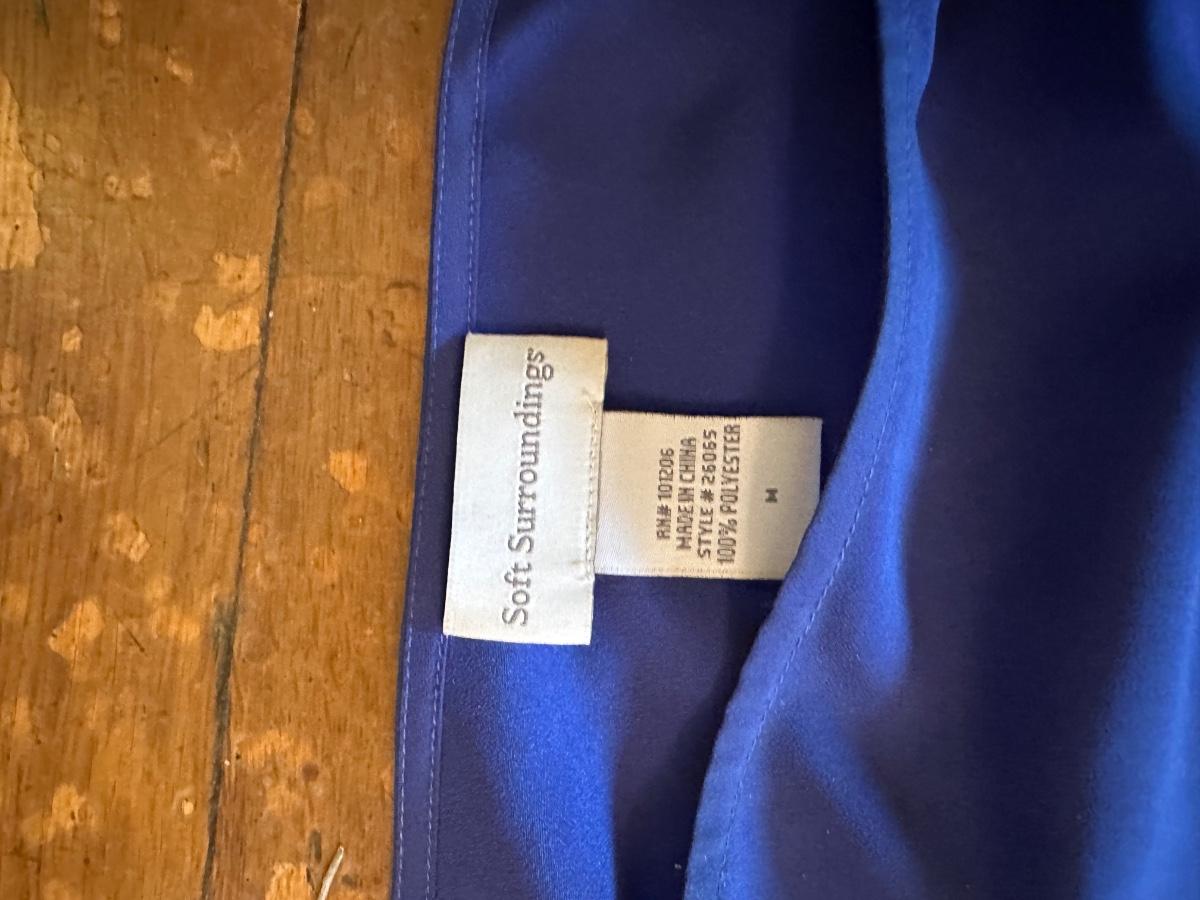 Soft Surroundings®
RN# 101206
MADE IN CHINA
STYLE # 26065
100% POLYESTER
M